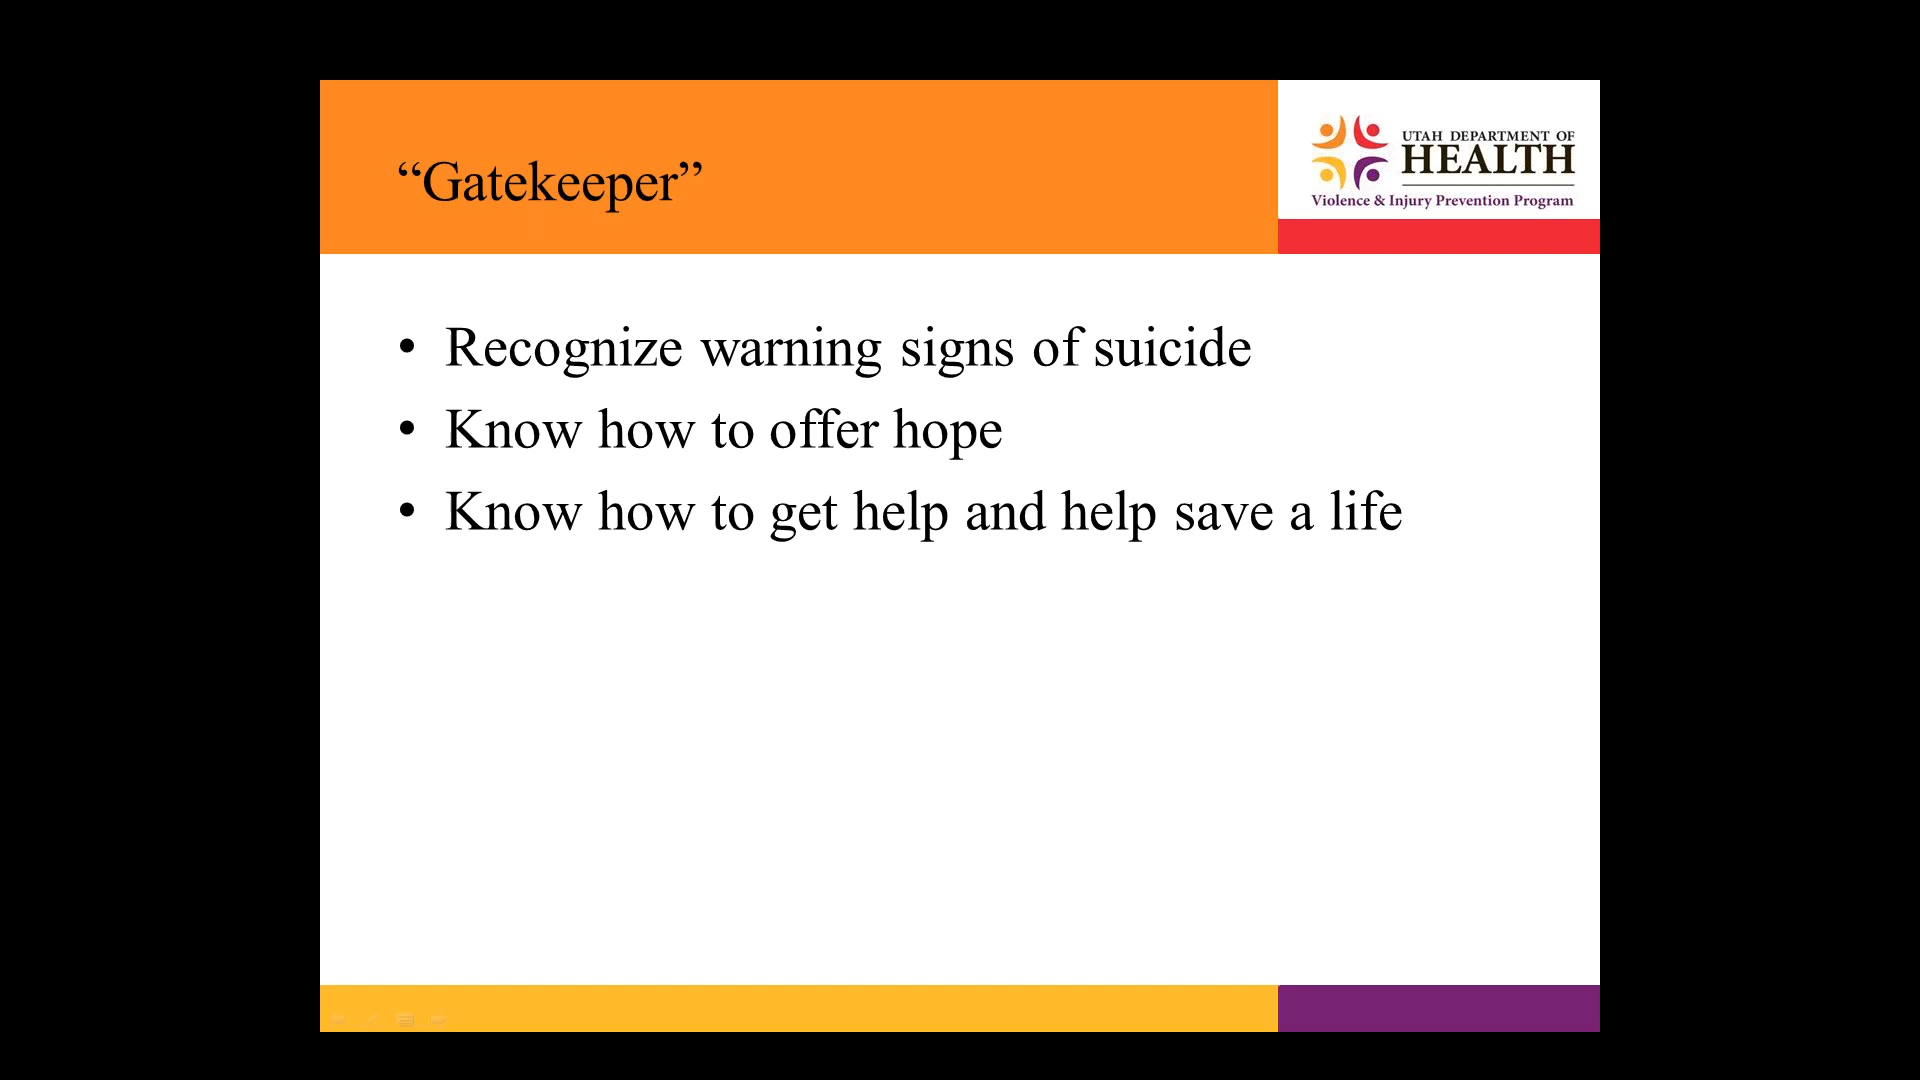 “Gatekeeper”
UTAH DEPARTMENT OF
HEALTH
Violence & Injury Prevention Program
• Recognize warning signs of suicide
• Know how to offer hope
• Know how to get help and help save a life